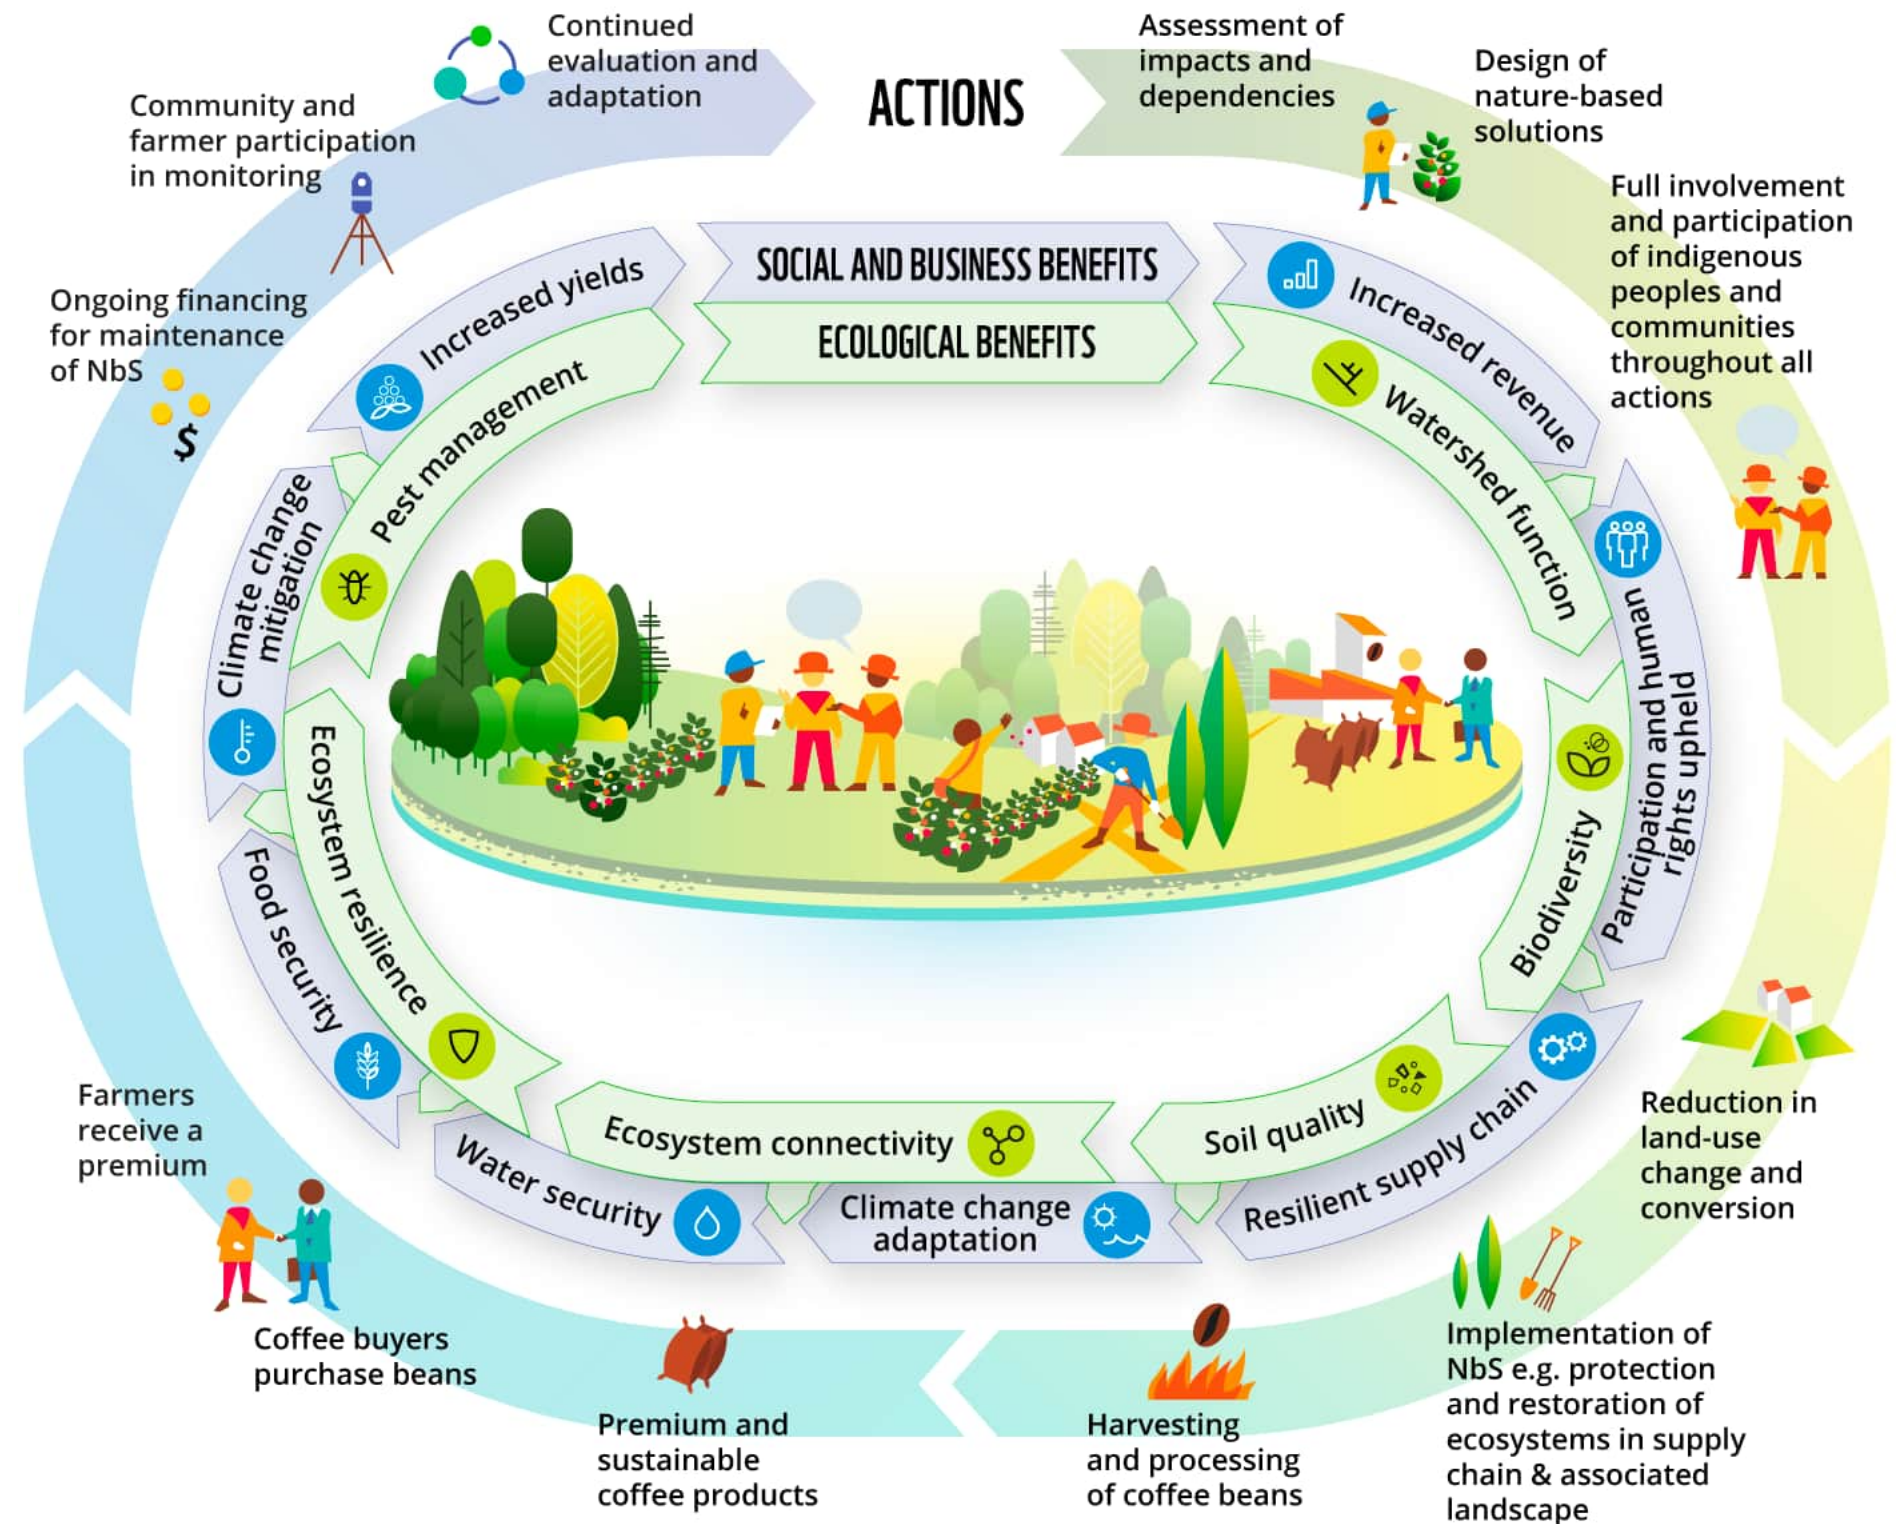 ACTIONS
Assessment of
impacts and
dependencies
Design of
nature-based
solutions
Full involvement
and participation
of indigenous
peoples and
communities
throughout all
actions
Reduction in
land-use
change and
conversion
Implementation of
NbS e.g. protection
and restoration of
ecosystems in supply
chain & associated
landscape
Harvesting
and processing
of coffee beans
Premium and
sustainable
coffee products
Coffee buyers
purchase beans
Farmers
receive a
premium
Ongoing financing
for maintenance
of NbS
$
Community and
farmer participation
in monitoring
Continued
evaluation and
adaptation
SOCIAL AND BUSINESS BENEFITS
Increased revenue
Participation and human
rights upheld
Resilient supply chain
Climate change
adaptation
Water security
Food security
Climate change
mitigation
Increased yields
ECOLOGICAL BENEFITS
Watershed function
Biodiversity
Soil quality
Ecosystem connectivity
Ecosystem resilience
Pest management